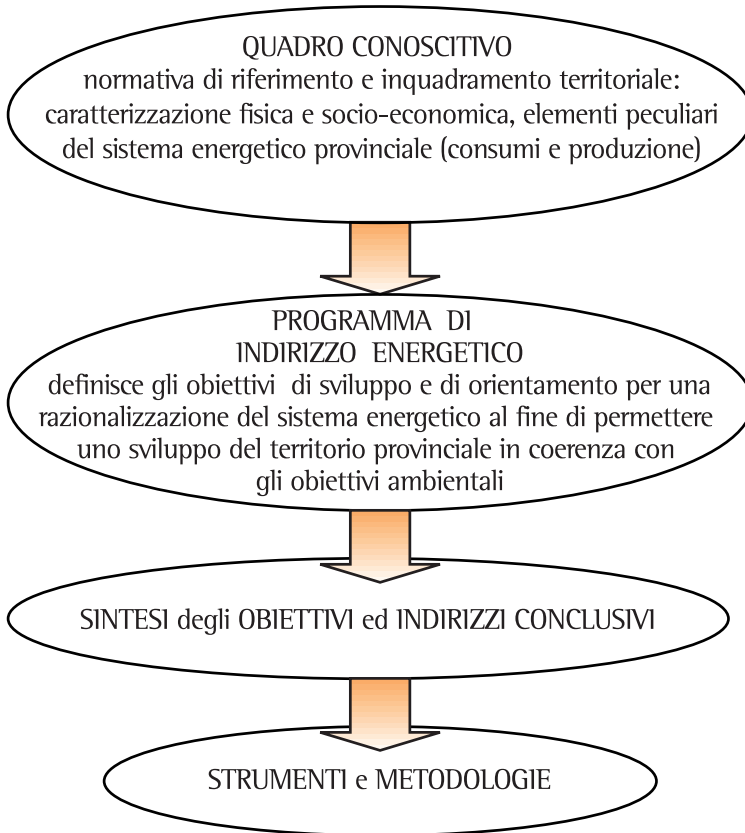 QUADRO CONOSCITIVO
normativa di riferimento e inquadramento territoriale:
caratterizzazione fisica e socio-economica, elementi peculiari
del sistema energetico provinciale (consumi e produzione)
PROGRAMMA DI
INDIRIZZO ENERGETICO
definisce gli obiettivi di sviluppo e di orientamento per una
razionalizzazione del sistema energetico al fine di permettere
uno sviluppo del territorio provinciale in coerenza con
gli obiettivi ambientali
SINTESI degli OBIETTIVI ed INDIRIZZI CONCLUSIVI
STRUMENTI e METODOLOGIE